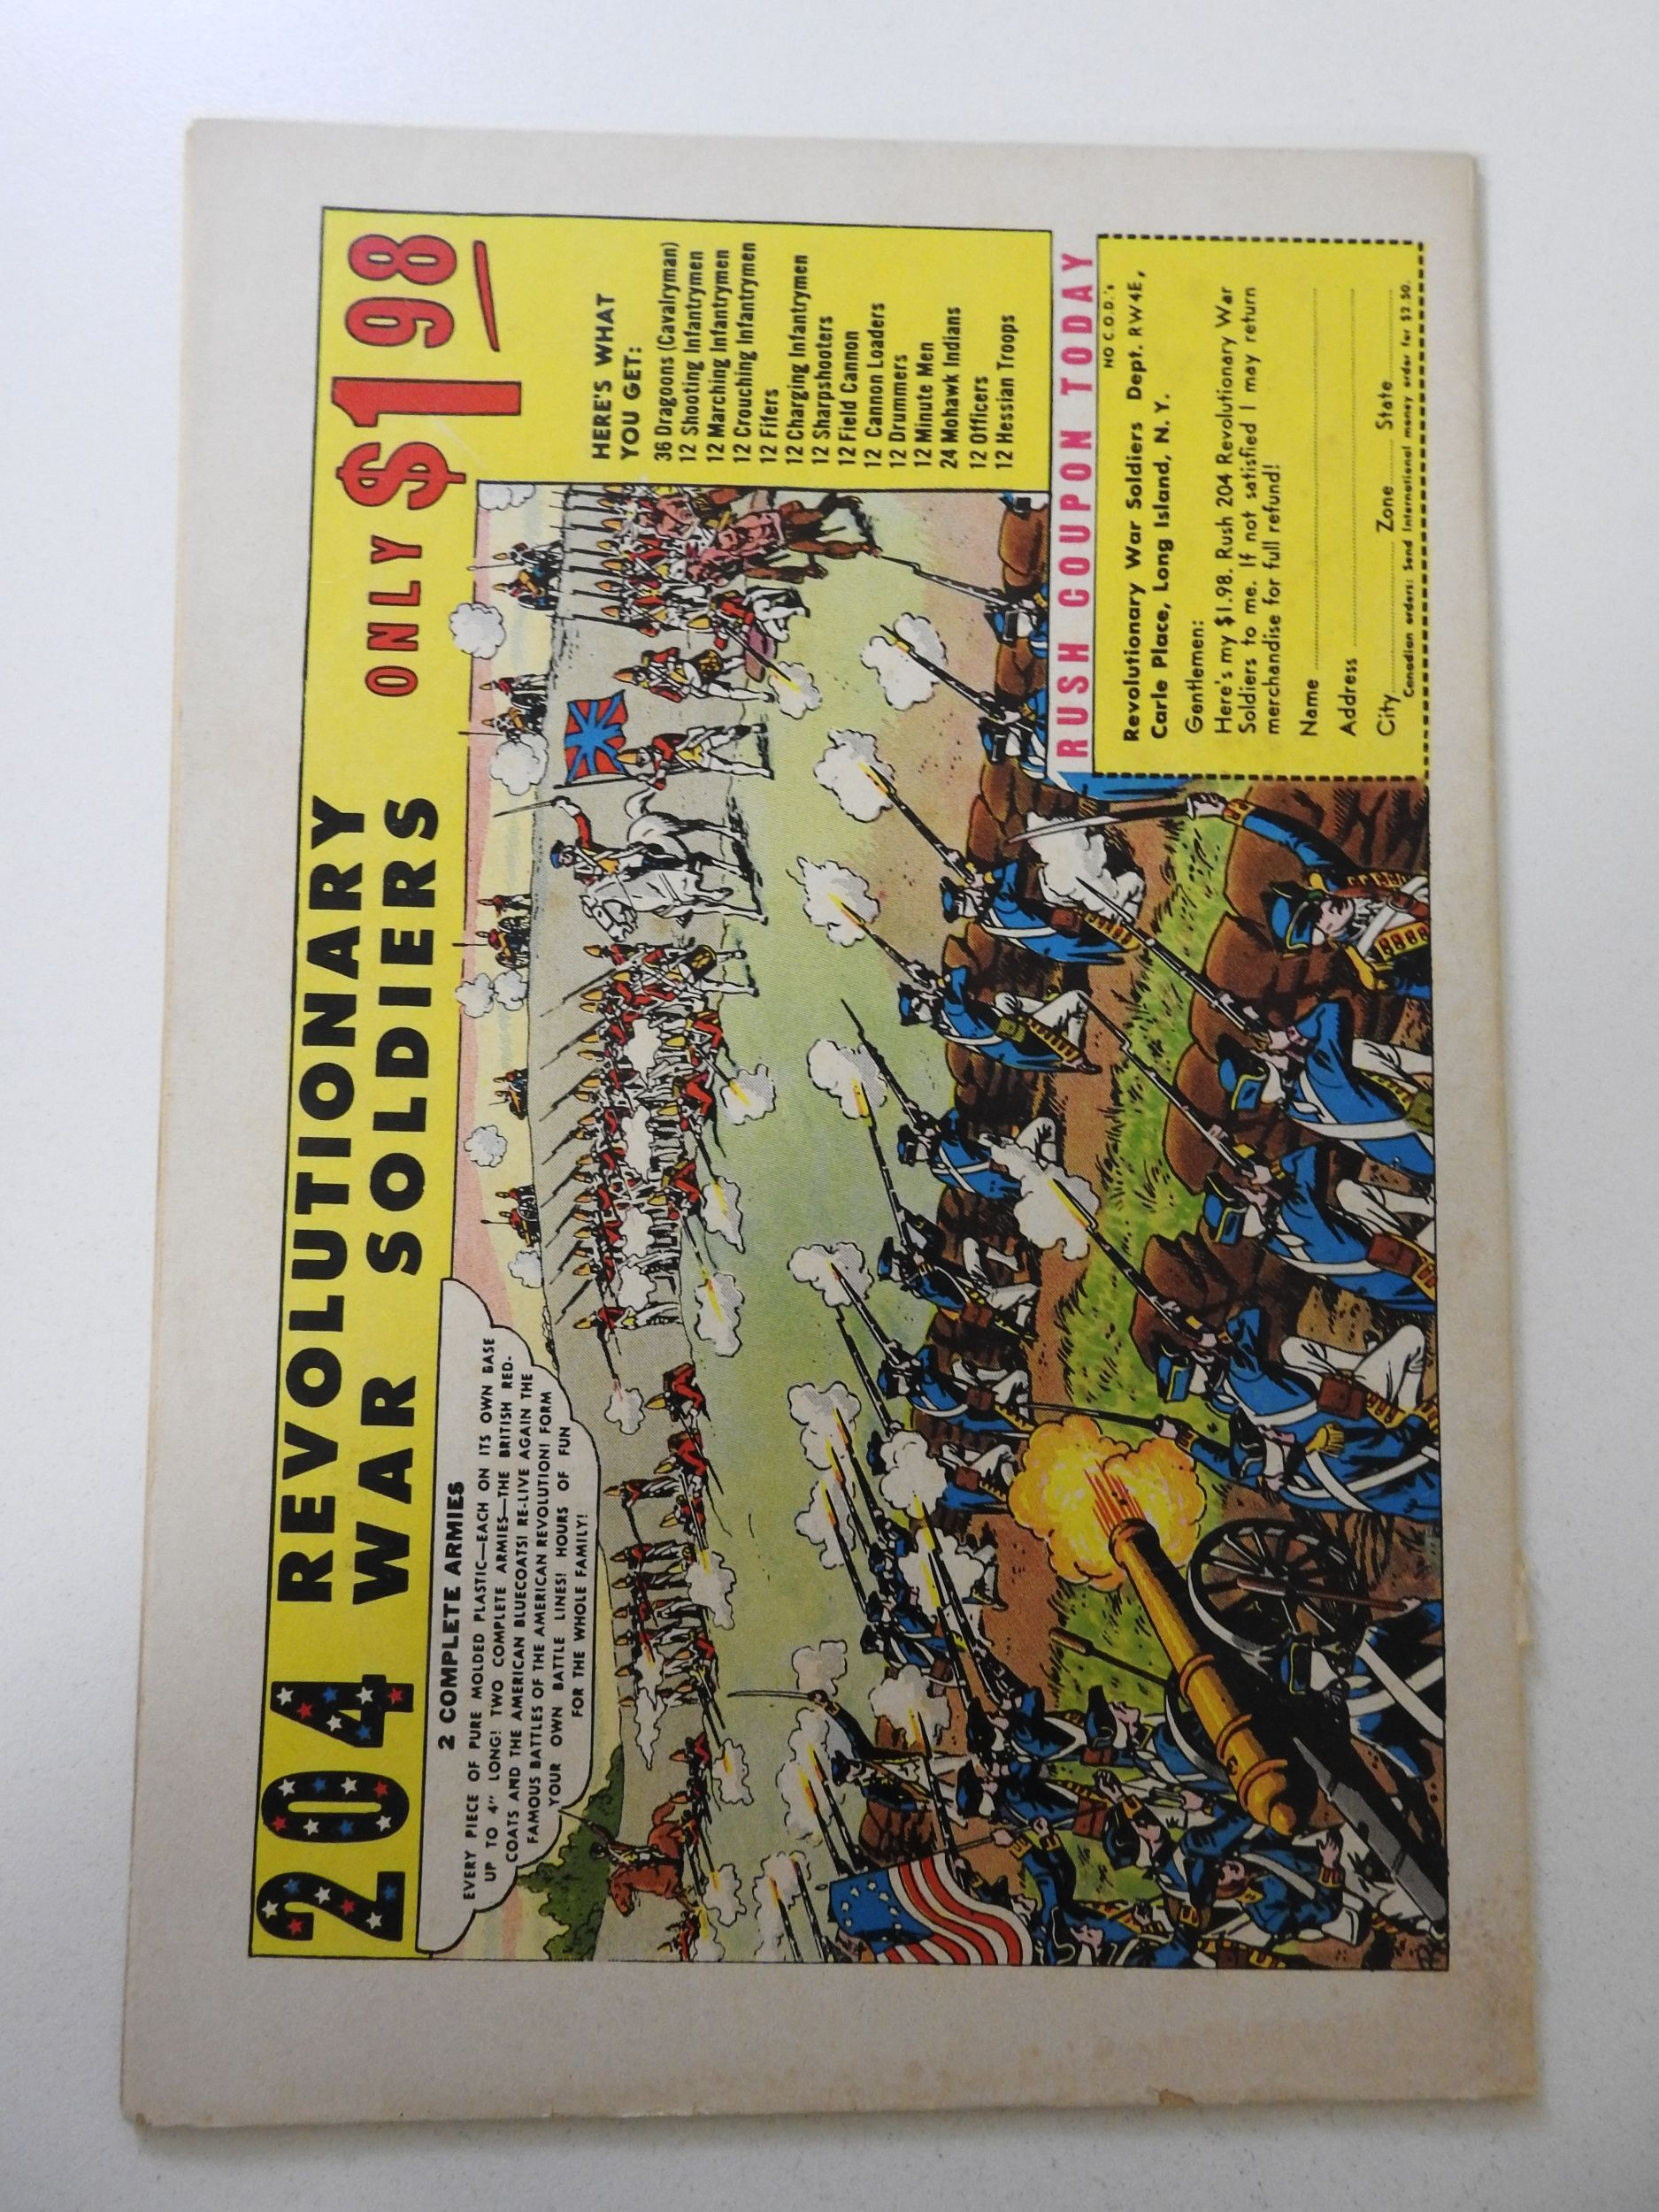 204 REVOLUTIONARY
WAR SOLDIERS ONLY $198
2 COMPLETE ARMIES
EVERY PIECE OF PURE MOLDED PLASTIC—EACH ON ITS OWN BASE
UP TO 4" LONG! TWO COMPLETE ARMIES—THE BRITISH RED-
COATS AND THE AMERICAN BLUECOATS! RE-LIVE AGAIN THE
FAMOUS BATTLES OF THE AMERICAN REVOLUTION! FORM
YOUR OWN BATTLE LINES! HOURS OF FUN
FOR THE WHOLE FAMILY!
HERE'S WHAT
YOU GET:
36 Dragoons (Cavalryman)
12 Shooting Infantrymen
12 Marching Infantrymen
12 Crouching Infantrymen
12 Fifers
12 Charging Infantrymen
12 Sharpshooters
12 Field Cannon
12 Cannon Loaders
12 Drummers
12 Minute Men
24 Mohawk Indians
12 Officers
12 Hessian Troops
RUSH COUPON TODAY
NO C.O.D.'s
Revolutionary War Soldiers Dept. RW4E,
Carle Place, Long Island, N. Y.
Gentlemen:
Here's my $1.98. Rush 204 Revolutionary War
Soldiers to me. If not satisfied I may return
merchandise for full refund!
Name
Address
City Zone State
Canadian orders: Send International money order for $2.50.